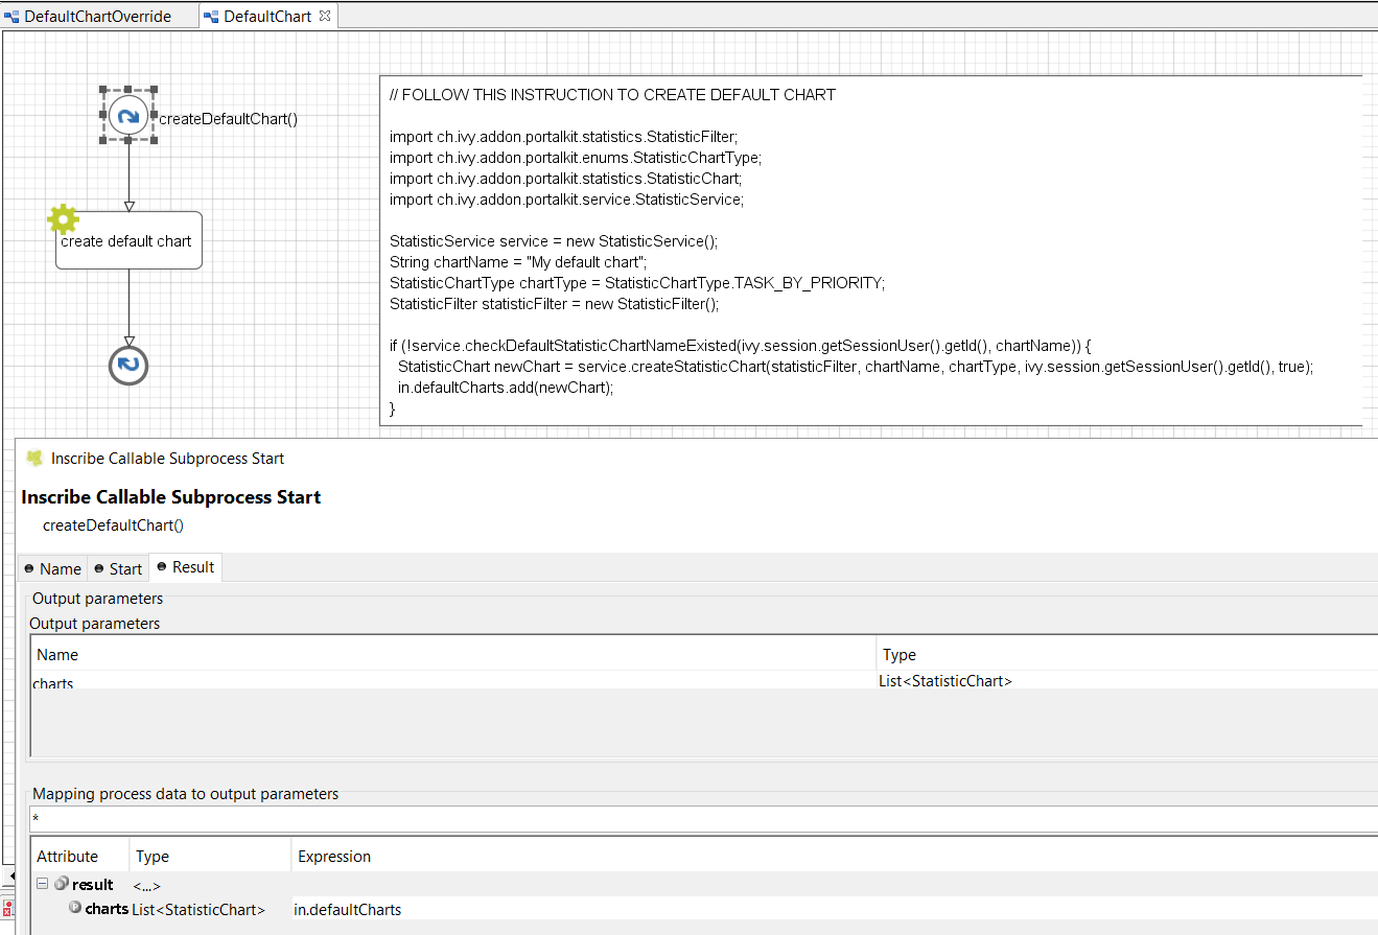 DefaultChartOverride
DefaultChart
createDefaultChart()
create default chart
// FOLLOW THIS INSTRUCTION TO CREATE DEFAULT CHART
import ch.ivy.addon.portalkit.statistics.StatisticFilter;
import ch.ivy.addon.portalkit.enums.StatisticChartType;
import ch.ivy.addon.portalkit.statistics.StatisticChart;
import ch.ivy.addon.portalkit.service.StatisticService;
StatisticService service = new StatisticService();
String chartName = "My default chart";
StatisticChartType chartType = StatisticChartType.TASK_BY_PRIORITY;
StatisticFilter statisticFilter = new StatisticFilter();
if (!service.checkDefaultStatisticChartNameExisted(ivy.session.getSessionUser().getId(), chartName)) {
StatisticChart newChart = service.createStatisticChart(statisticFilter, chartName, chartType, ivy.session.getSessionUser().getId(), true);
in.defaultCharts.add(newChart);
}
Inscribe Callable Subprocess Start
Inscribe Callable Subprocess Start
createDefaultChart()
Name Start Result
Output parameters
Output parameters
Name Type
charts List<StatisticChart>
Mapping process data to output parameters
*
Attribute Type Expression
result <...>
charts List<StatisticChart> in.defaultCharts